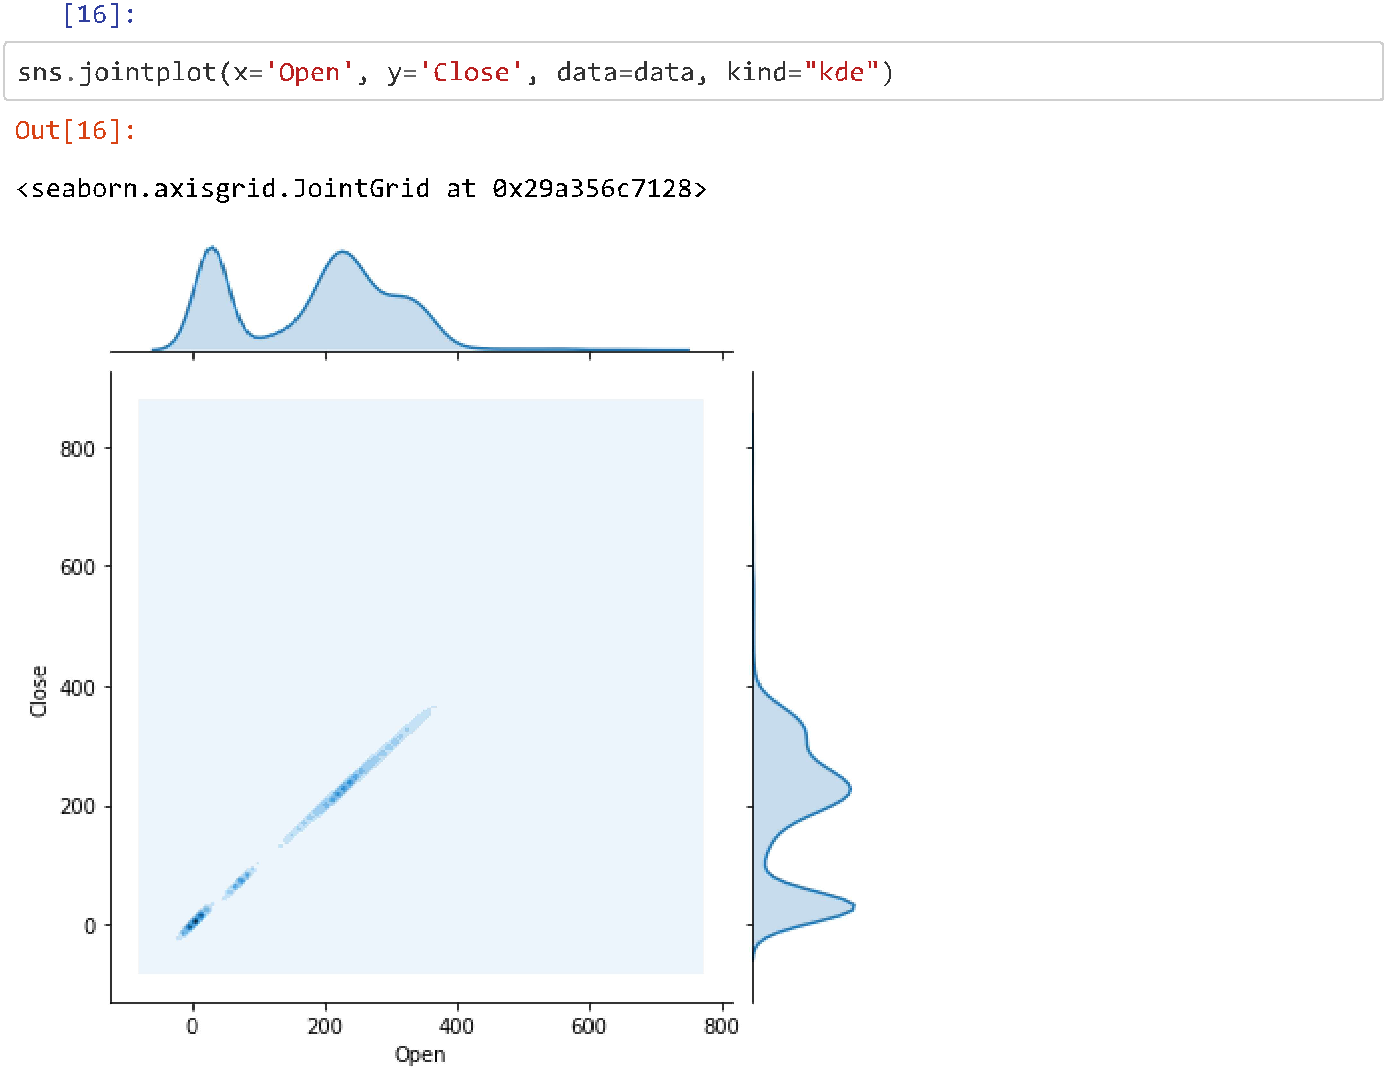 [16]:
sns.jointplot(x='Open', y='Close', data=data, kind="kde")
Out[16]:
<seaborn.axisgrid.JointGrid at 0x29a356c7128>
800
600
400
200
0
Close
0 200 400 600 800
Open